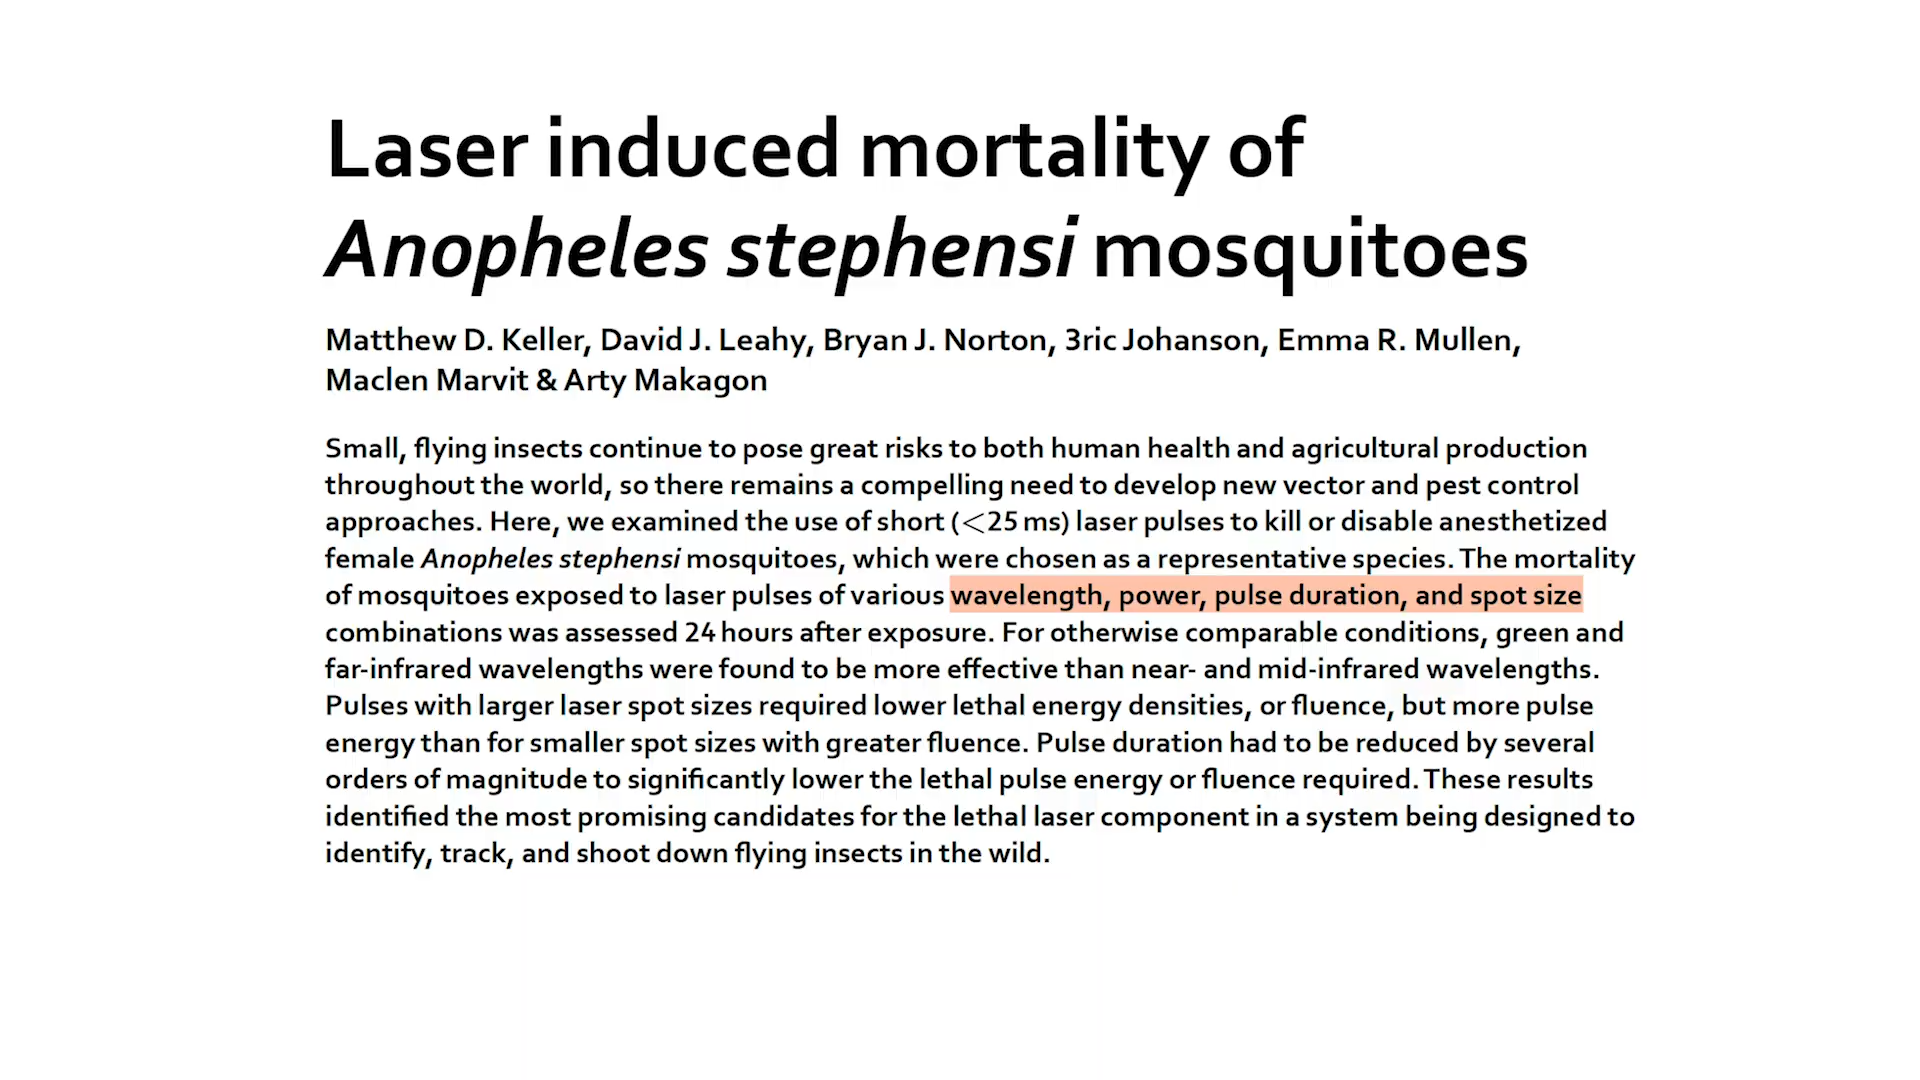 Laser induced mortality of
Anopheles stephensi mosquitoes
Matthew D. Keller, David J. Leahy, Bryan J. Norton, 3ric Johanson, Emma R. Mullen,
Maclen Marvit & Arty Makagon
Small, flying insects continue to pose great risks to both human health and agricultural production
throughout the world, so there remains a compelling need to develop new vector and pest control
approaches. Here, we examined the use of short (<25 ms) laser pulses to kill or disable anesthetized
female Anopheles stephensi mosquitoes, which were chosen as a representative species. The mortality
of mosquitoes exposed to laser pulses of various wavelength, power, pulse duration, and spot size
combinations was assessed 24 hours after exposure. For otherwise comparable conditions, green and
far-infrared wavelengths were found to be more effective than near- and mid-infrared wavelengths.
Pulses with larger laser spot sizes required lower lethal energy densities, or fluence, but more pulse
energy than for smaller spot sizes with greater fluence. Pulse duration had to be reduced by several
orders of magnitude to significantly lower the lethal pulse energy or fluence required. These results
identified the most promising candidates for the lethal laser component in a system being designed to
identify, track, and shoot down flying insects in the wild.